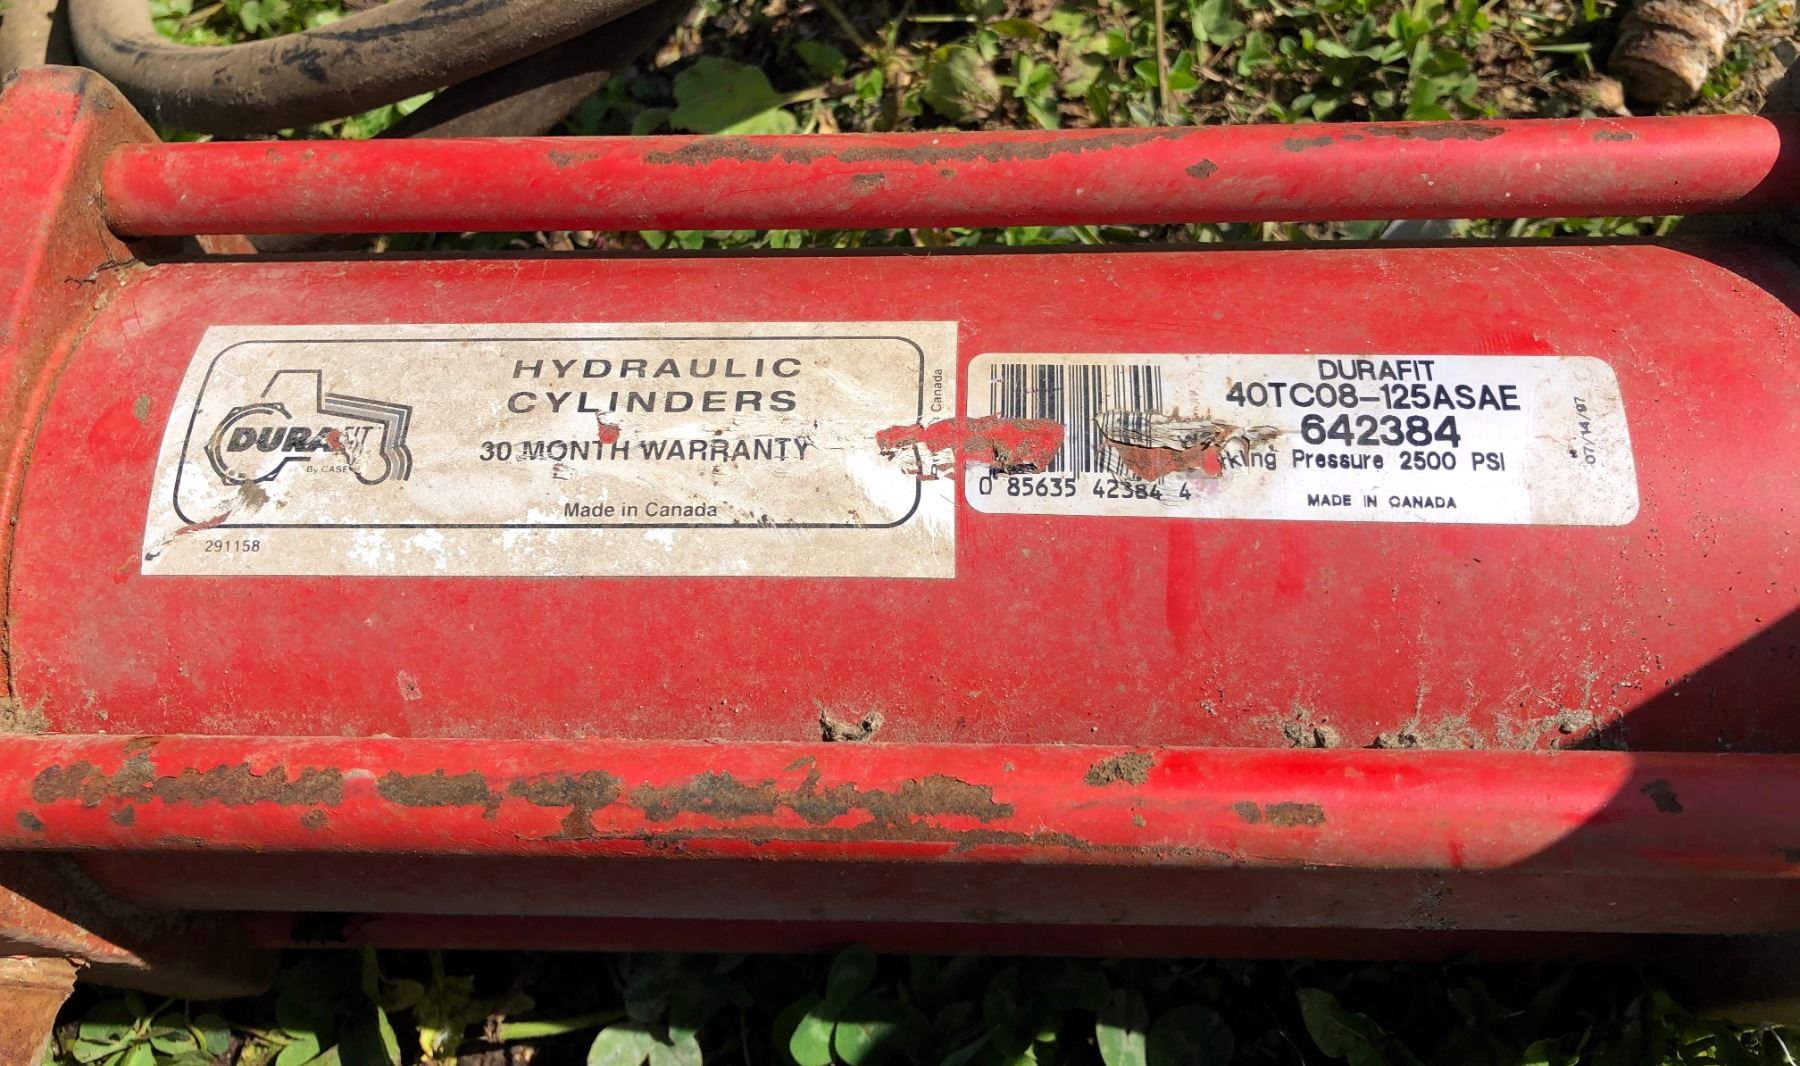 HYDRAULIC
CYLINDERS
DURAFIT
By CASE
30 MONTH WARRANTY
Made in Canada
291158
in Canada
DURAFIT
40TC08-125ASAE
642384
rking Pressure 2500 PSI
MADE IN CANADA
0 85635 42384 4
07/14/97